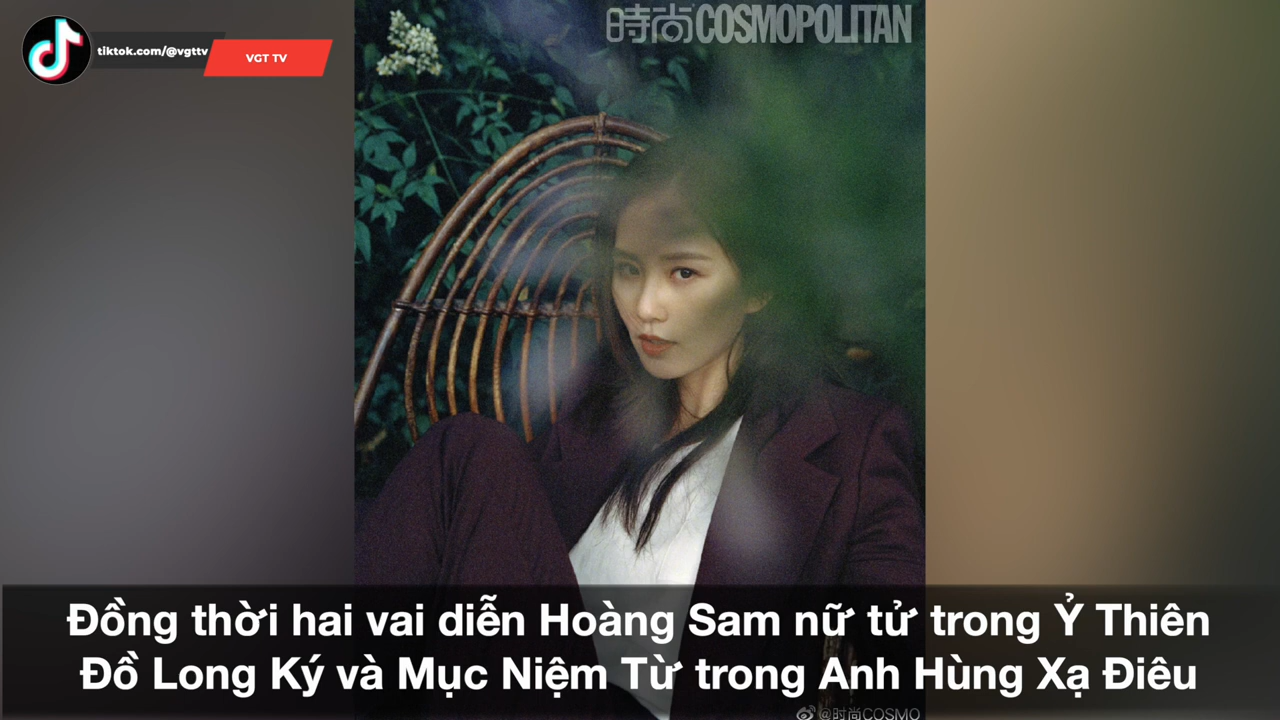 時尚COSMOPOLITAN
tiktok.com/@vgttv
VGT TV
Đồng thời hai vai diễn Hoàng Sam nữ tử trong Ỷ Thiên
Đồ Long Ký và Mục Niệm Từ trong Anh Hùng Xạ Điêu
@时尚COSMO